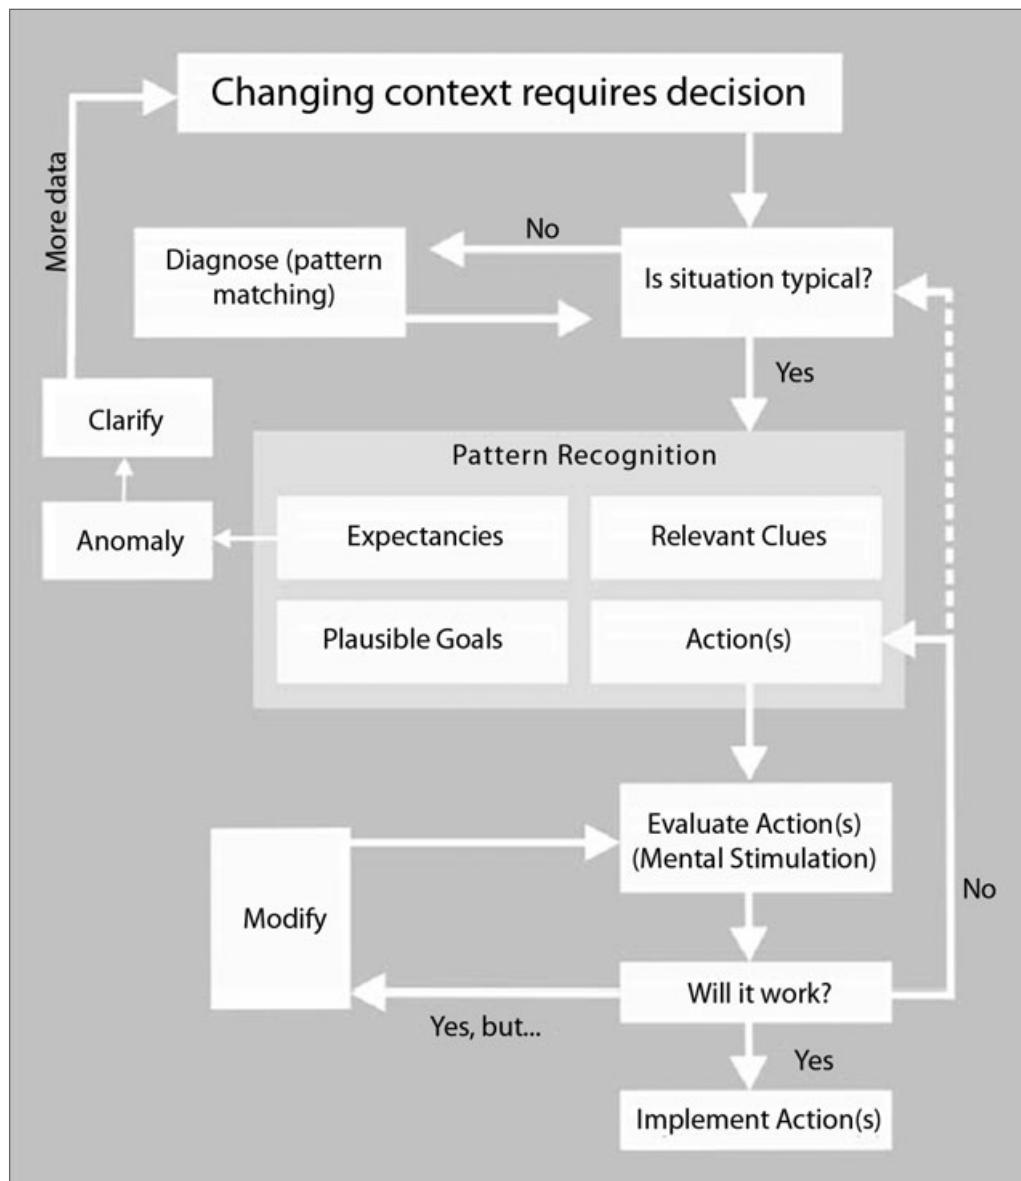 Changing context requires decision
More data
No
Diagnose (pattern
matching)
Is situation typical?
Yes
Clarify
Pattern Recognition
Anomaly
Expectancies
Relevant Clues
Plausible Goals
Action(s)
Evaluate Action(s)
(Mental Stimulation)
No
Modify
Will it work?
Yes, but...
Yes
Implement Action(s)